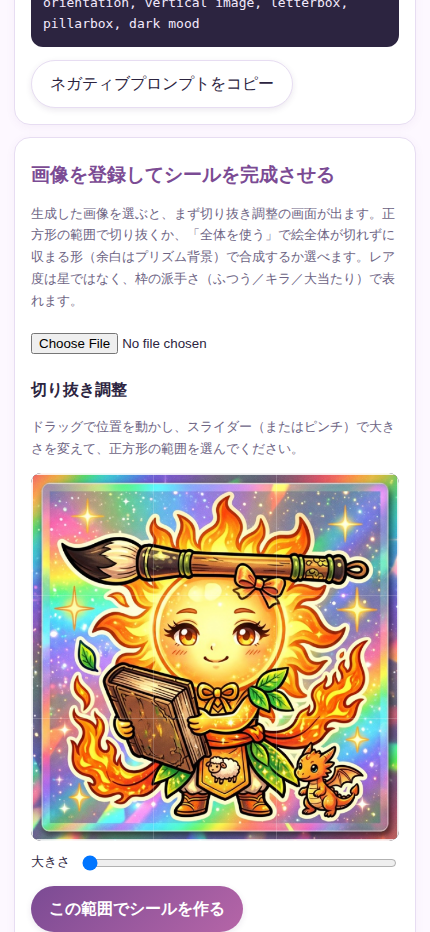 orientation, vertical image, letterbox,
pillarbox, dark mood
ネガティブプロンプトをコピー
画像を登録してシールを完成させる
生成した画像を選ぶと、まず切り抜き調整の画面が出ます。正
方形の範囲で切り抜くか、「全体を使う」で絵全体が切れずに
収まる形（余白はプリズム背景）で合成するか選べます。レア
度は星ではなく、枠の派手さ（ふつう／キラ／大当たり）で表
れます。
Choose File No file chosen
切り抜き調整
ドラッグで位置を動かし、スライダー（またはピンチ）で大き
さを変えて、正方形の範囲を選んでください。
大きさ
この範囲でシールを作る